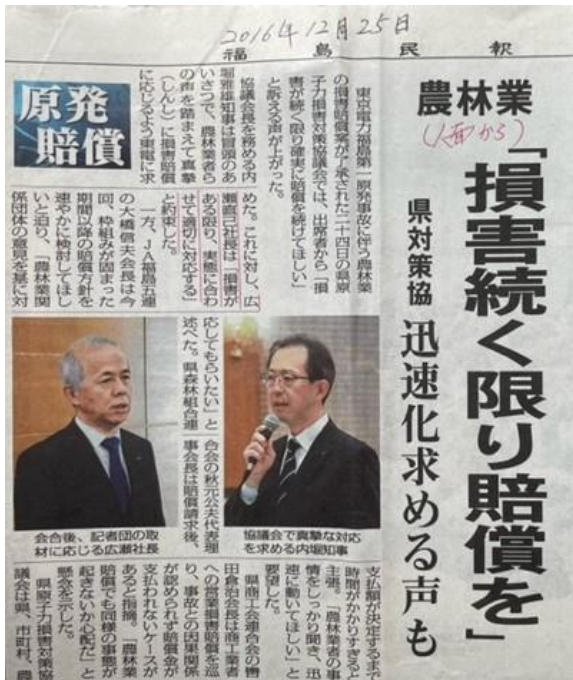 2016年12月25日
福島民報
農林業
(1面から)
「損害続く限り賠償を」
県対策協 迅速化求める声も
原発
賠償
東京電力福島第一原発事故に伴う農林業
の損害賠償案が了承された二十四日の県原
子力損害対策協議会では、出席者から「損
害が続く限り確実に賠償を続けてほしい」
と訴える声が上がった。
協議会長を務める内
堀雅雄知事は冒頭のあ
いさつで、農林業者ら
の声を踏まえて真摯
（しんし）に損害賠償
に応じるよう東電に求
めた。これに対し、広
瀬直己社長は「損害が
ある限り、実態に合わ
せて適切に対応する」
と約束した。
一方、ＪＡ福島五連
の大橋信夫会長は今
回、枠組みが固まった
期間以降の賠償方針を
速やかに検討してほし
いと迫り、「農林業関
係団体の意見を基に対
応してもらいたい」と
述べた。県森林組合連
合会の秋元公夫代表理
事会長は賠償請求後、
協議会で真摯な対応
を求める内堀知事
会合後、記者団の取
材に応じる広瀬社長
支払額が決定するまで
時間がかかりすぎると
主張。「農林業者の事
情をしっかり聞き、迅
速に動いてほしい」と
要望した。
県商工会連合会の轡
田倉治会長は商工業者
への営業損害賠償を巡
り、事故との因果関係
が認められず賠償金が
支払われないケースが
あると指摘。「農林業
賠償でも同様の事態が
起きないか心配だ」と
懸念を示した。
県原子力損害対策協
議会は県、市町村、農